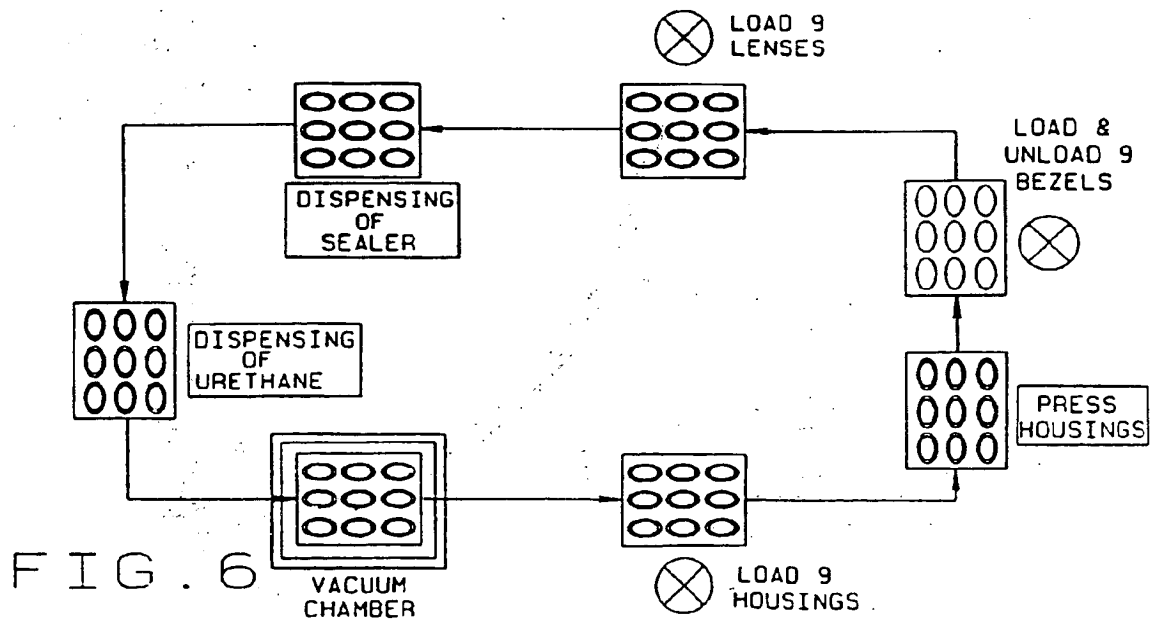 LOAD 9
LENSES
LOAD &
UNLOAD 9
BEZELS
DISPENSING
OF
SEALER
DISPENSING
OF
URETHANE
PRESS
HOUSINGS
VACUUM
CHAMBER
LOAD 9
HOUSINGS
FIG.6